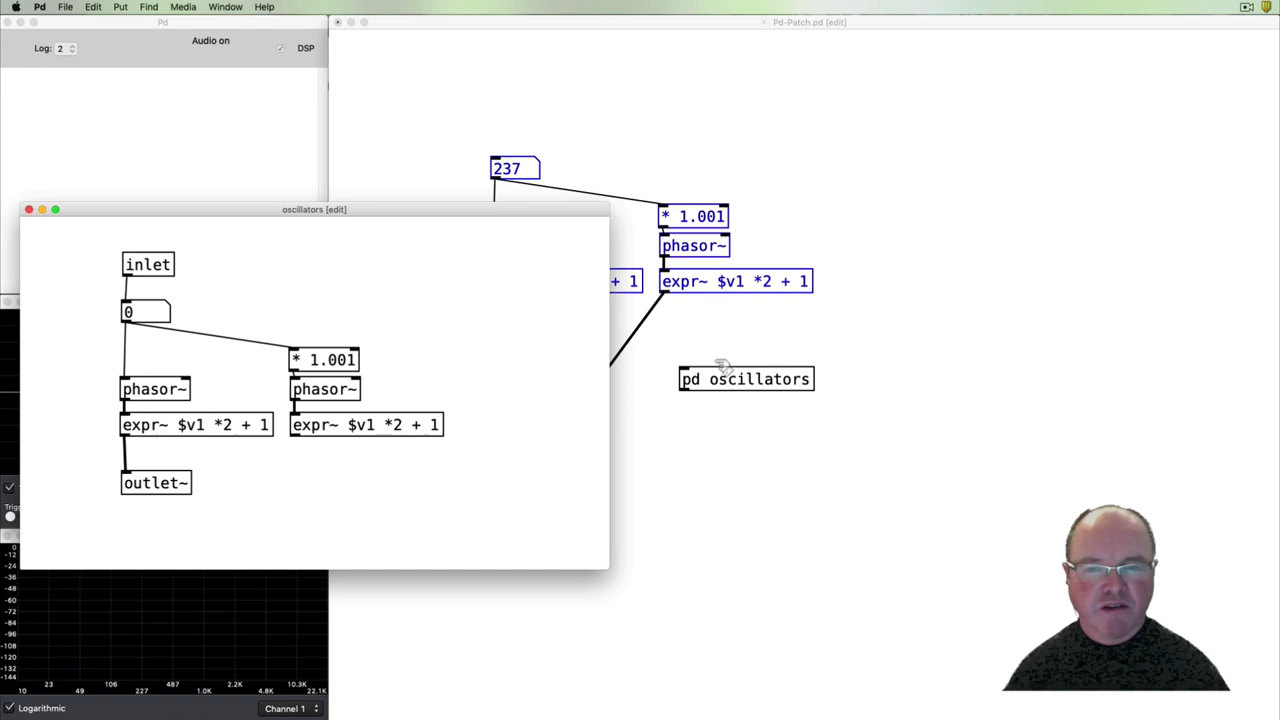 Pd File Edit Put Find Media Window Help
Pd
Pd-Patch.pd [edit]
Audio on
Log: 2
DSP
237
* 1.001
phasor~
+ 1
expr~ $v1 *2 + 1
pd oscillators
oscillators [edit]
inlet
0
* 1.001
phasor~
phasor~
expr~ $v1 *2 + 1
expr~ $v1 *2 + 1
outlet~
Trig
0
-12
-24
-36
-48
-60
-72
-84
-96
-108
-120
-132
-144
23 106 487 2.2K 10.3K
10 49 227 1.0K 4.8K 22.1K
Logarithmic
Channel 1